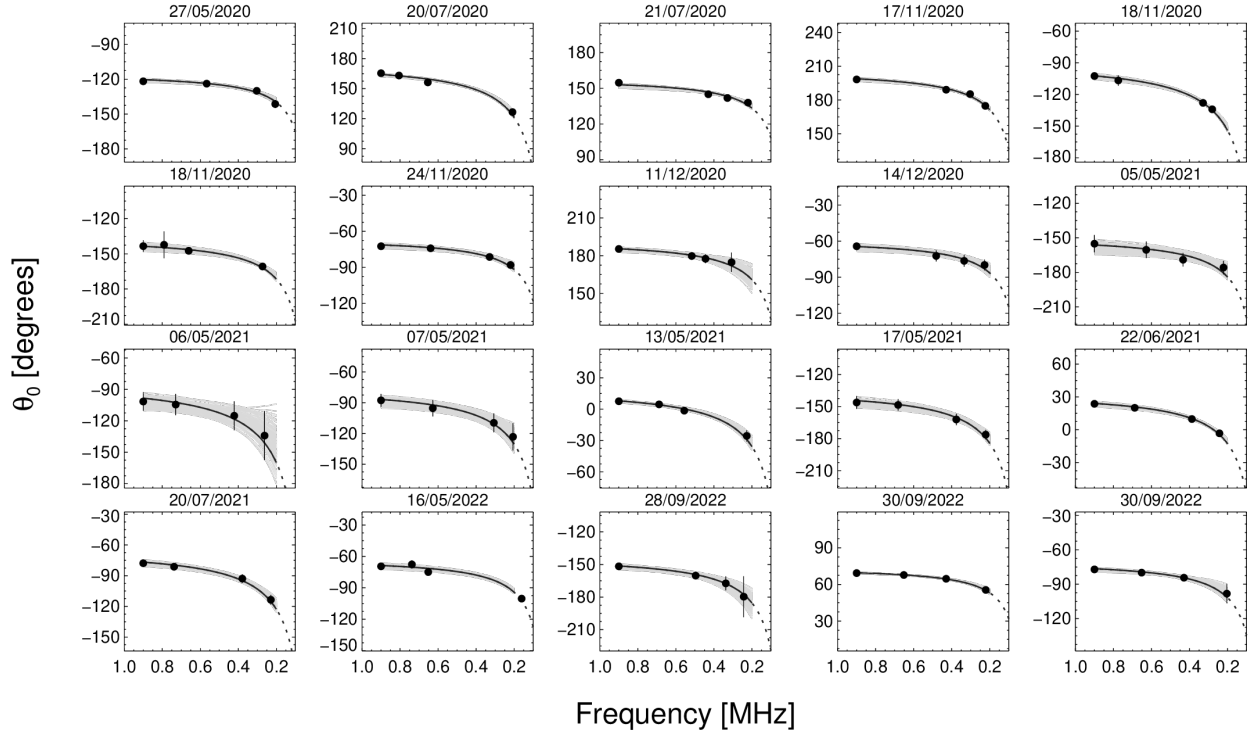 27/05/2020 20/07/2020 21/07/2020 17/11/2020 18/11/2020
−90 −120 −150 −180
210 180 150 120 90
180 150 120 90
240 210 180 150
−60 −90 −120 −150 −180
18/11/2020 24/11/2020 11/12/2020 14/12/2020 05/05/2021
−120 −150 −180 −210
−30 −60 −90 −120
210 180 150
−30 −60 −90 −120
−120 −150 −180 −210
θ0 [degrees]
06/05/2021 07/05/2021 13/05/2021 17/05/2021 22/06/2021
−60 −90 −120 −150 −180
−60 −90 −120 −150
30 0 −30 −60
−120 −150 −180 −210
60 30 0 −30
20/07/2021 16/05/2022 28/09/2022 30/09/2022 30/09/2022
−30 −60 −90 −120 −150
−30 −60 −90 −120 −150
−120 −150 −180 −210
90 60 30
−30 −60 −90 −120
1.0 0.8 0.6 0.4 0.2 1.0 0.8 0.6 0.4 0.2 1.0 0.8 0.6 0.4 0.2 1.0 0.8 0.6 0.4 0.2 1.0 0.8 0.6 0.4 0.2
Frequency [MHz]